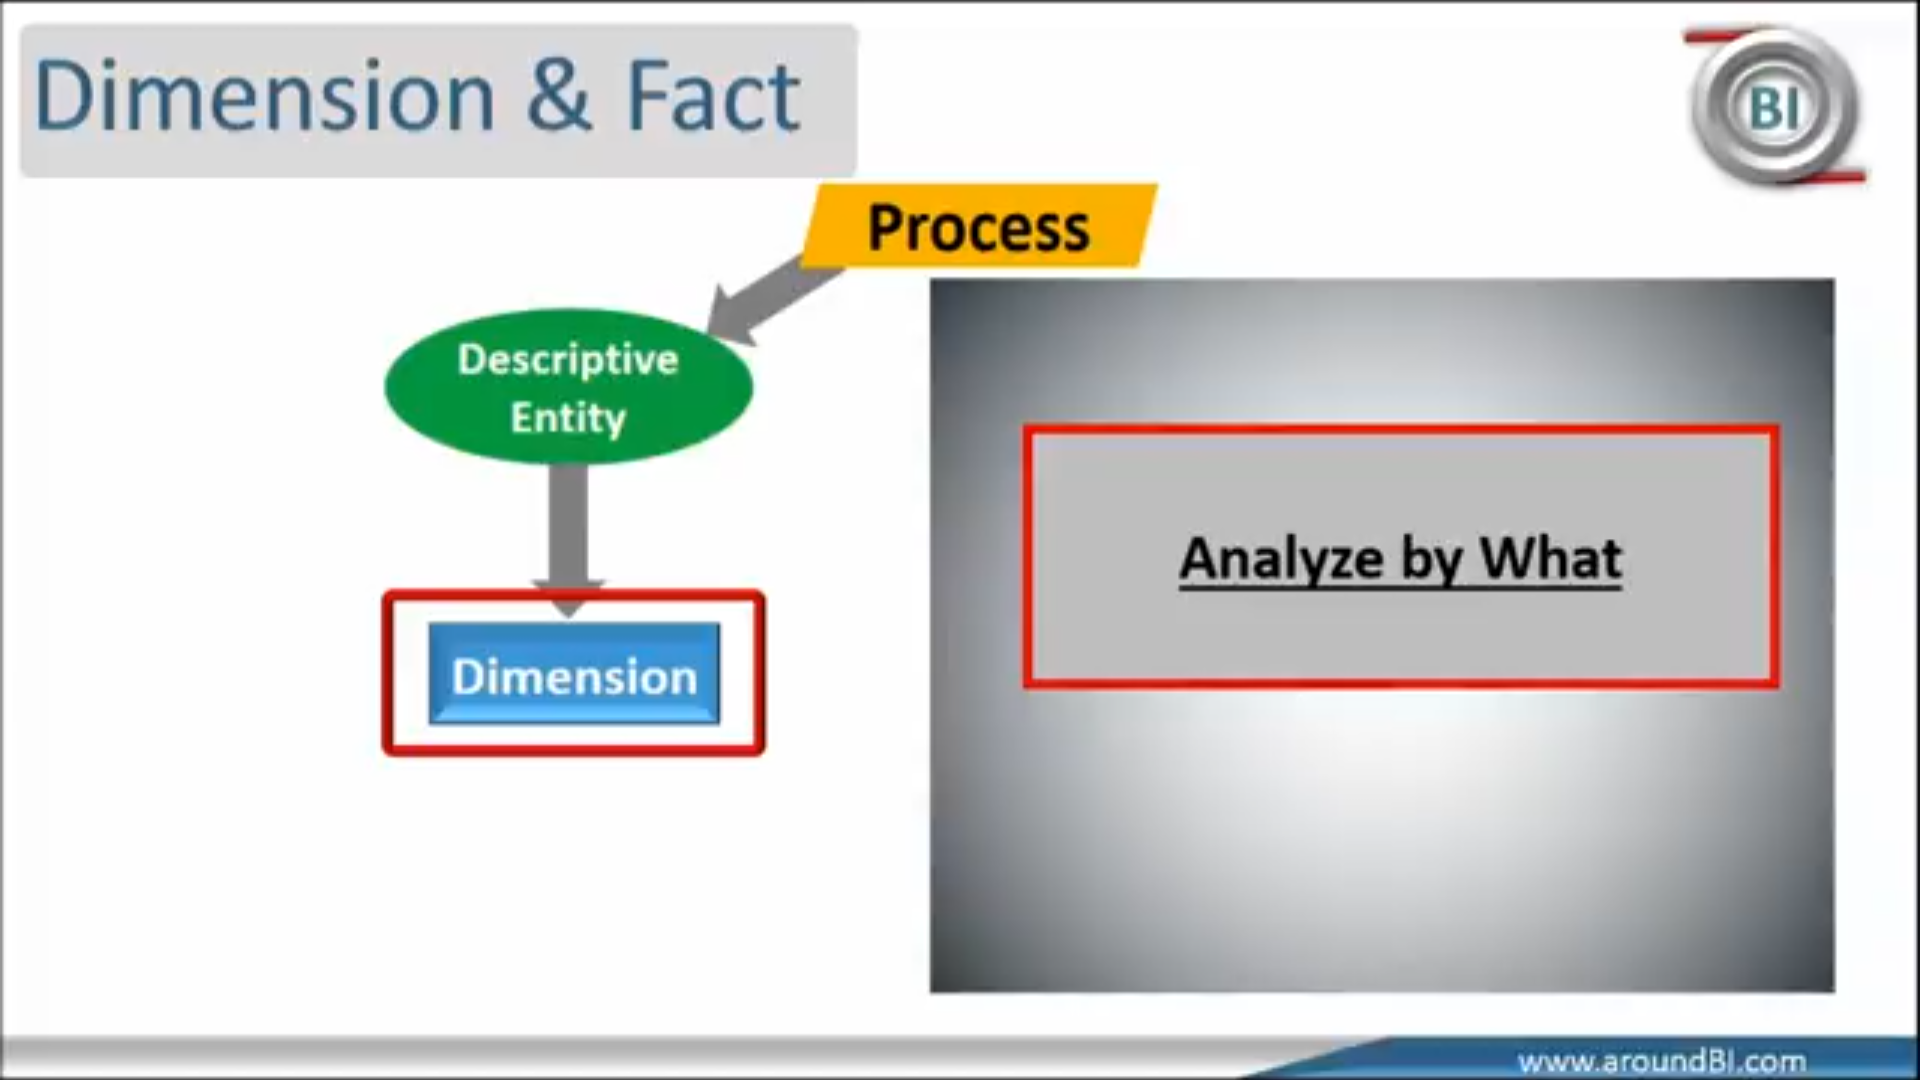 Dimension & Fact
BI
Process
Descriptive
Entity
Analyze by What
Dimension
www.aroundBI.com